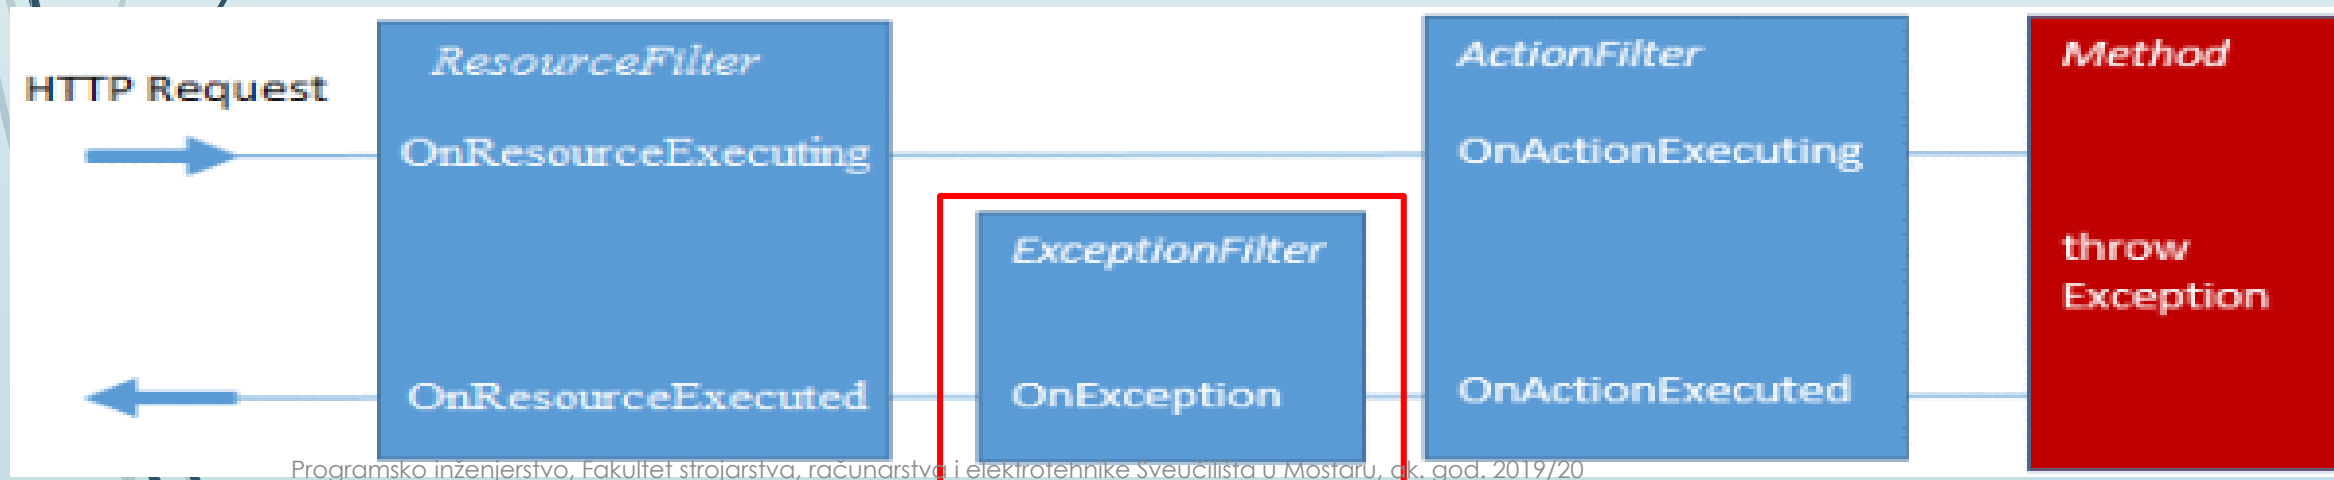 HTTP Request
ResourceFilter
OnResourceExecuting
OnResourceExecuted
ExceptionFilter
OnException
ActionFilter
OnActionExecuting
OnActionExecuted
Method
throw
Exception
Programsko inženjerstvo, Fakultet strojarstva, računarstva i elektrotehnike Sveučilišta u Mostaru, ak. god. 2019/20